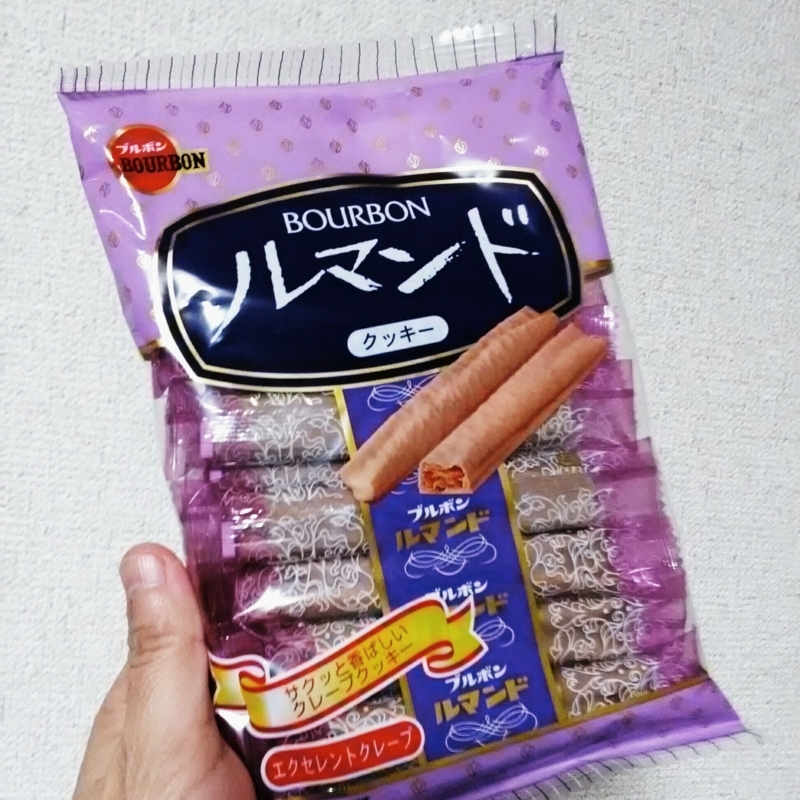 ブルボン
BOURBON
BOURBON
ルマンド
クッキー
ブルボン
ルマンド
ブルボン
ンド
ブルボン
ルマンド
サクッと香ばしい
クレープクッキー
エクセレントクレープ